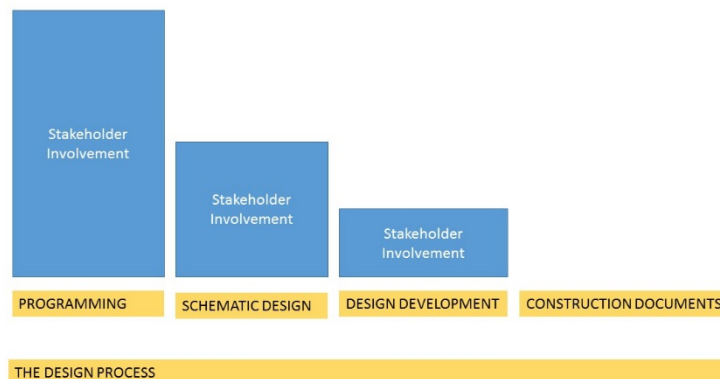 Stakeholder
Involvement
Stakeholder
Involvement
Stakeholder
Involvement
PROGRAMMING
SCHEMATIC DESIGN
DESIGN DEVELOPMENT
CONSTRUCTION DOCUMENTS
THE DESIGN PROCESS